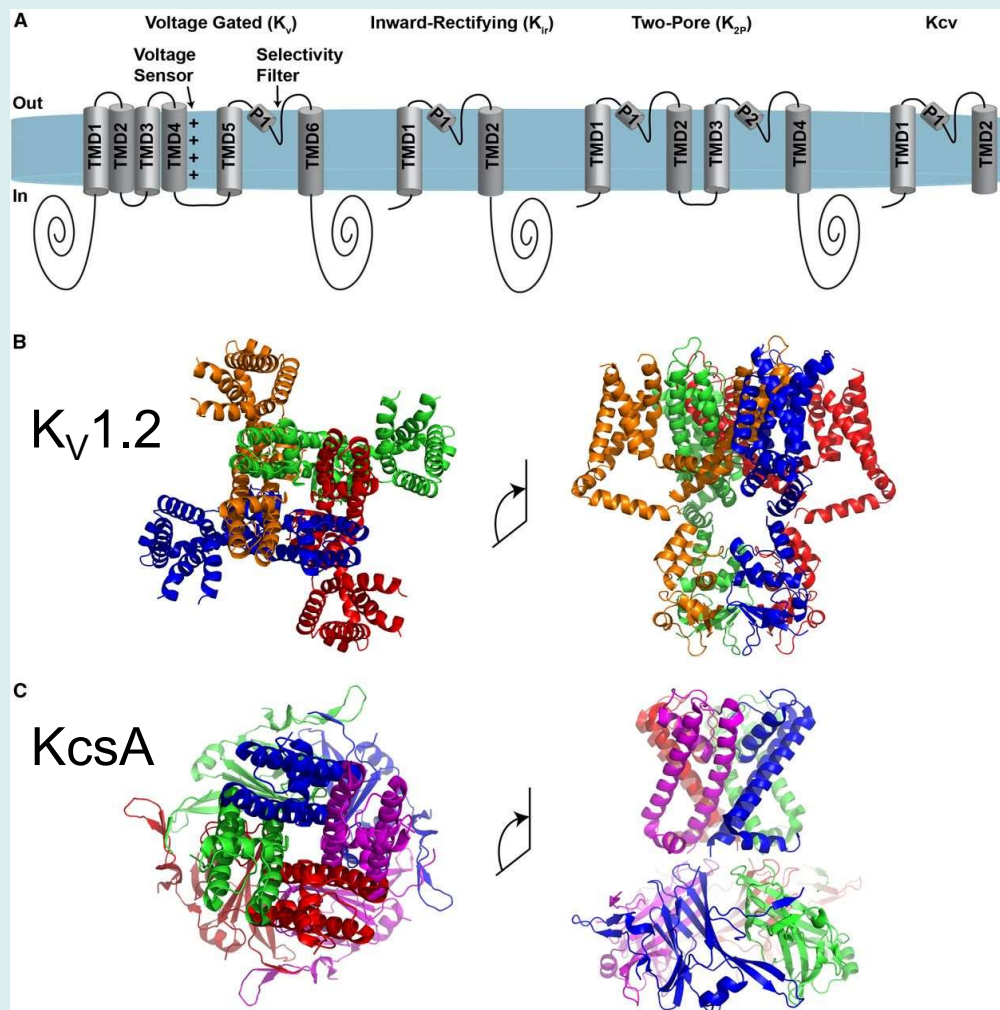 A
Voltage Gated (Kv)
Inward-Rectifying (Kir)
Two-Pore (K2P)
Kcv
Voltage
Sensor
Selectivity
Filter
Out
TMD1
TMD2
TMD3
TMD4
+
+
+
+
TMD5
P1
TMD6
TMD1
P1
TMD2
TMD1
P1
TMD2
TMD3
P2
TMD4
TMD1
P1
TMD2
In
B
KV1.2
C
KcsA